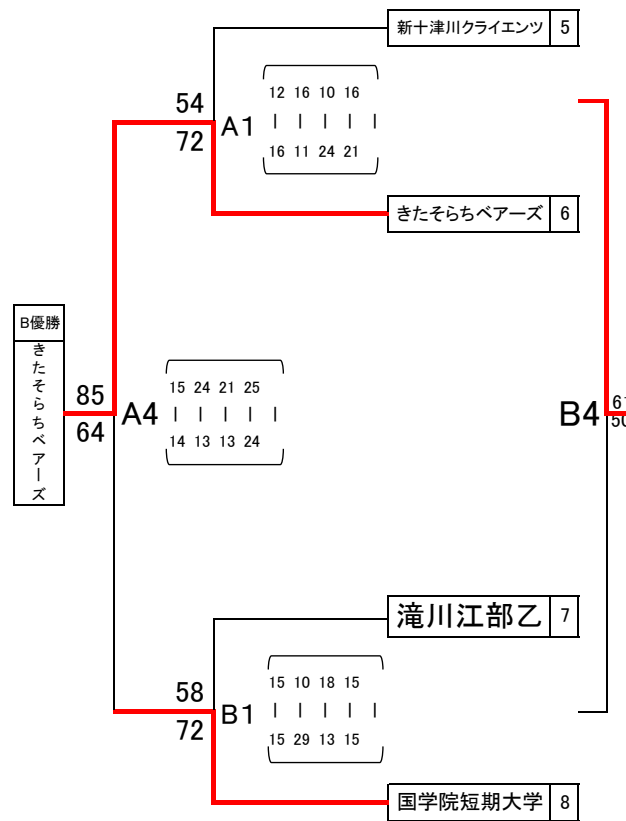 新十津川クライエンツ 5
54
72
A1
12 16 10 16
| | | | |
16 11 24 21
きたそらちベアーズ 6
B優勝
きたそらちベアーズ
85
64
A4
15 24 21 25
| | | | |
14 13 13 24
B4
50
滝川江部乙 7
58
72
B1
15 10 18 15
| | | | |
15 29 13 15
国学院短期大学 8